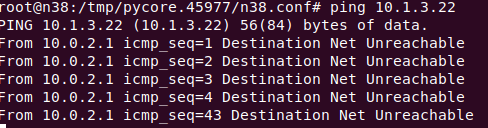 root@n38:/tmp/pycore.45977/n38.conf# ping 10.1.3.22
PING 10.1.3.22 (10.1.3.22) 56(84) bytes of data.
From 10.0.2.1 icmp_seq=1 Destination Net Unreachable
From 10.0.2.1 icmp_seq=2 Destination Net Unreachable
From 10.0.2.1 icmp_seq=3 Destination Net Unreachable
From 10.0.2.1 icmp_seq=4 Destination Net Unreachable
From 10.0.2.1 icmp_seq=43 Destination Net Unreachable